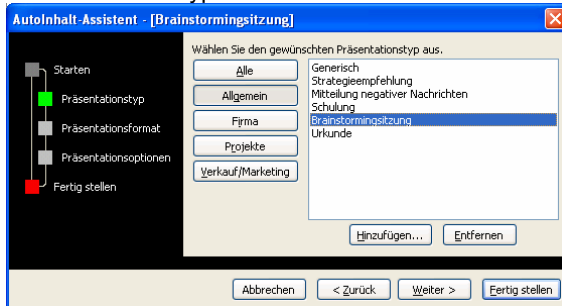 AutoInhalt-Assistent - [Brainstormingsitzung]
Wählen Sie den gewünschten Präsentationstyp aus.
Starten
Präsentationstyp
Präsentationsformat
Präsentationsoptionen
Fertig stellen
Alle
Allgemein
Firma
Projekte
Verkauf/Marketing
Generisch
Strategieempfehlung
Mitteilung negativer Nachrichten
Schulung
Brainstormingsitzung
Urkunde
Hinzufügen... Entfernen
Abbrechen < Zurück Weiter > Fertig stellen